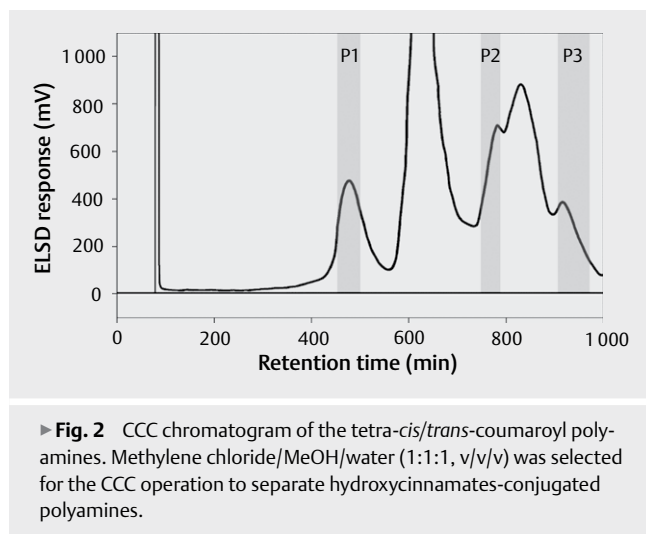 P1
P2
P3
1 000
800
600
400
200
0
ELSD response (mV)
0
200
400
600
800
1 000
Retention time (min)
►Fig. 2 CCC chromatogram of the tetra-cis/trans-coumaroyl poly-
amines. Methylene chloride/MeOH/water (1:1:1, v/v/v) was selected
for the CCC operation to separate hydroxycinnamates-conjugated
polyamines.